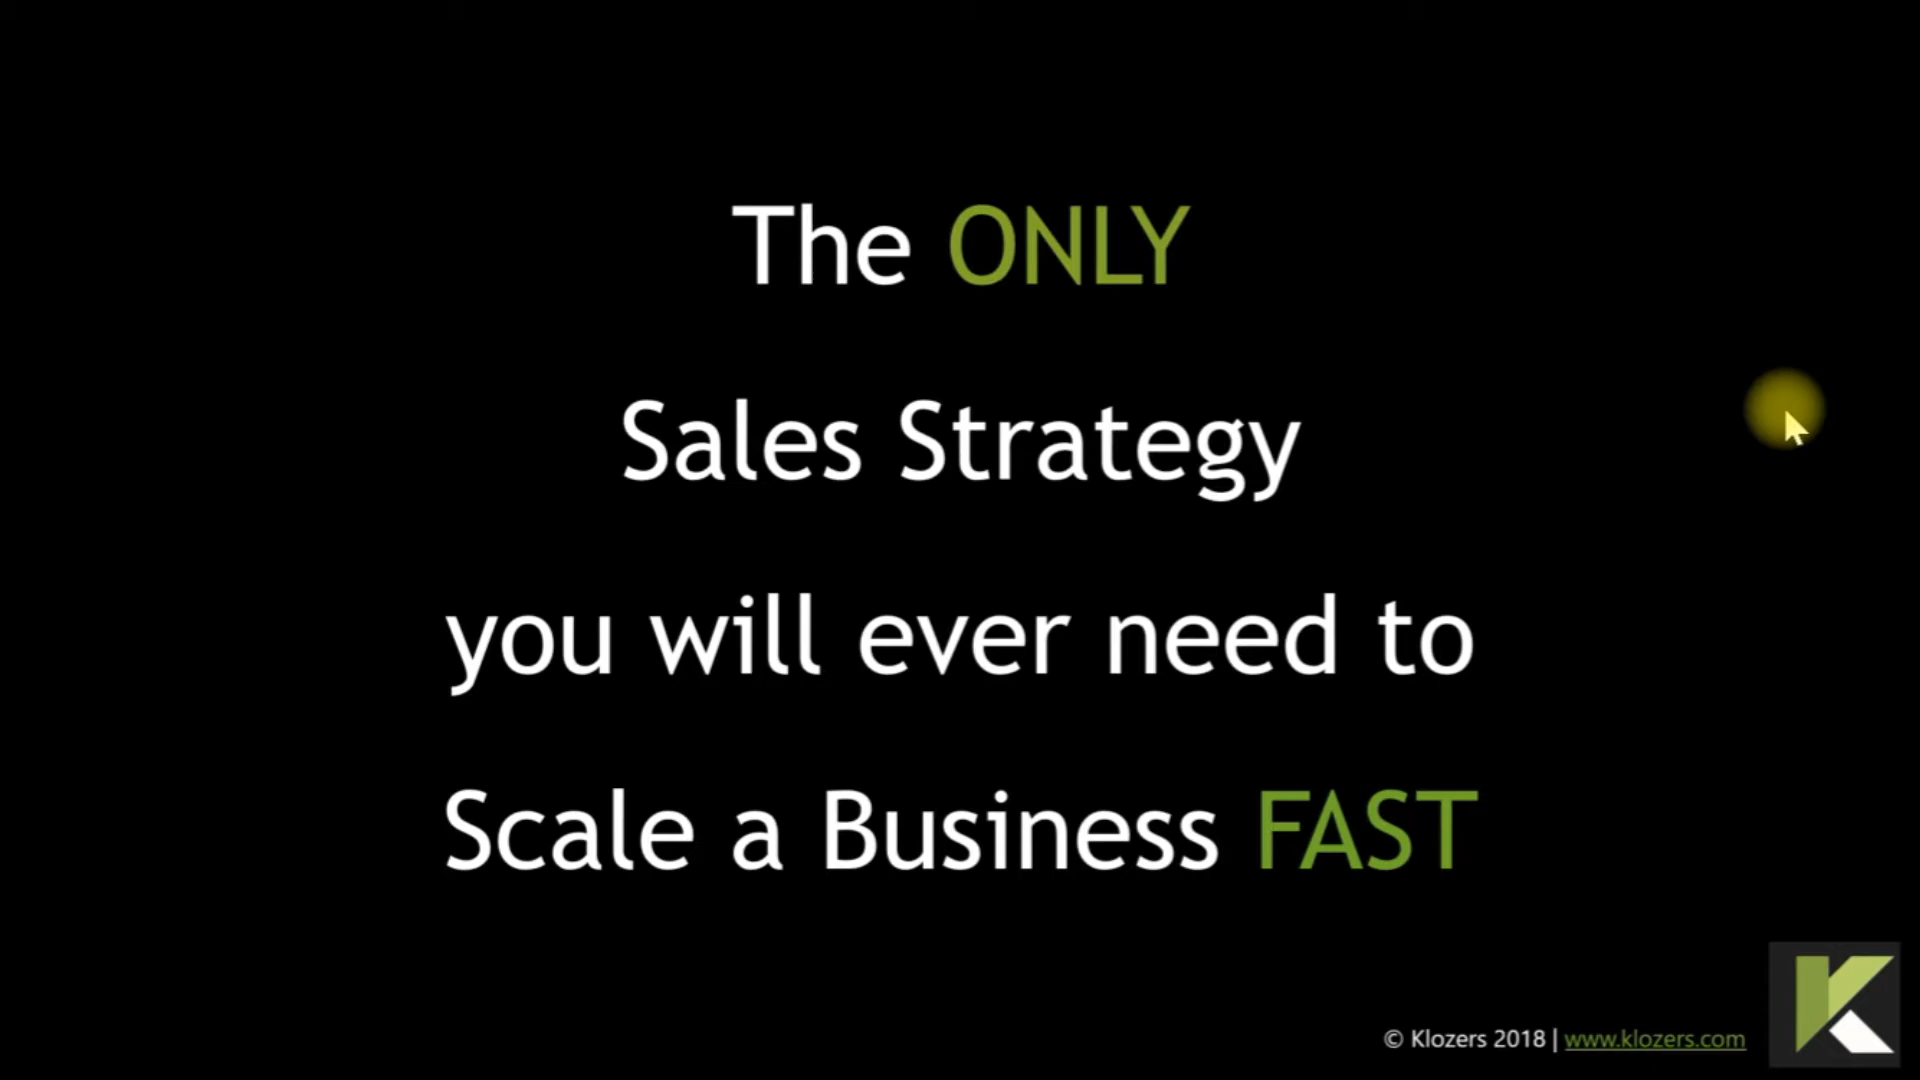 The ONLY
Sales Strategy
you will ever need to
Scale a Business FAST
© Klozers 2018 | www.klozers.com